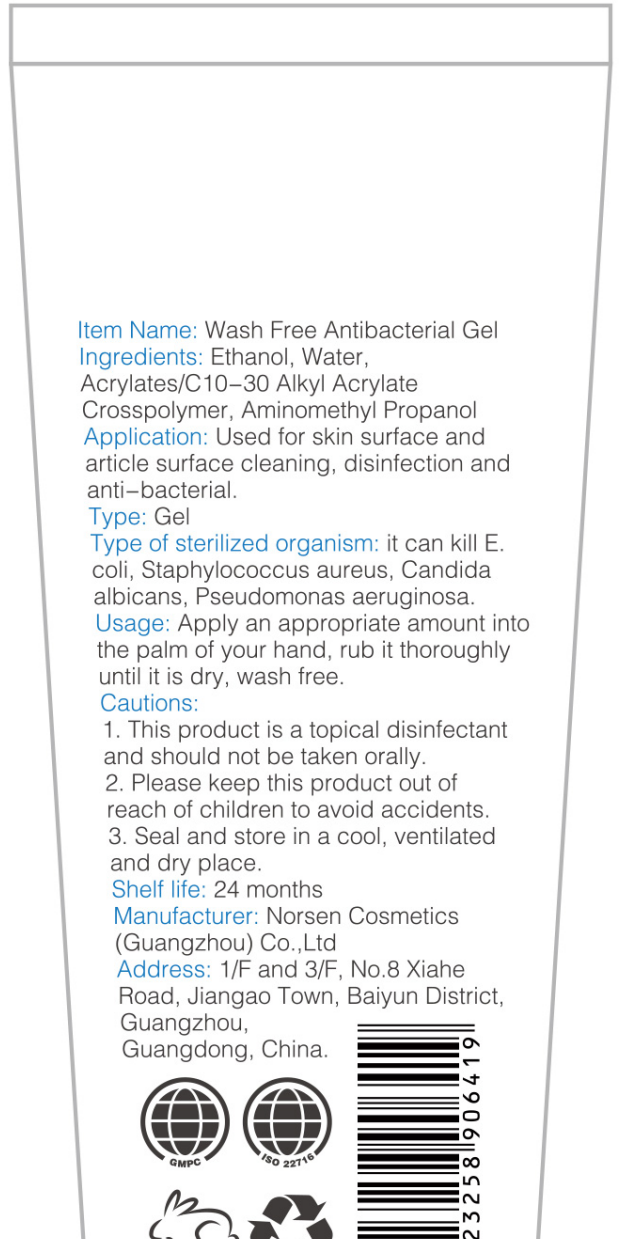 Item Name: Wash Free Antibacterial Gel
Ingredients: Ethanol, Water,
Acrylates/C10-30 Alkyl Acrylate
Crosspolymer, Aminomethyl Propanol
Application: Used for skin surface and
article surface cleaning, disinfection and
anti-bacterial.
Type: Gel
Type of sterilized organism: it can kill E.
coli, Staphylococcus aureus, Candida
albicans, Pseudomonas aeruginosa.
Usage: Apply an appropriate amount into
the palm of your hand, rub it thoroughly
until it is dry, wash free.
Cautions:
1. This product is a topical disinfectant
and should not be taken orally.
2. Please keep this product out of
reach of children to avoid accidents.
3. Seal and store in a cool, ventilated
and dry place.
Shelf life: 24 months
Manufacturer: Norsen Cosmetics
(Guangzhou) Co.,Ltd
Address: 1/F and 3/F, No.8 Xiahe
Road, Jiangao Town, Baiyun District,
Guangzhou,
Guangdong, China.
GMPC
ISO 22716
23258 906419